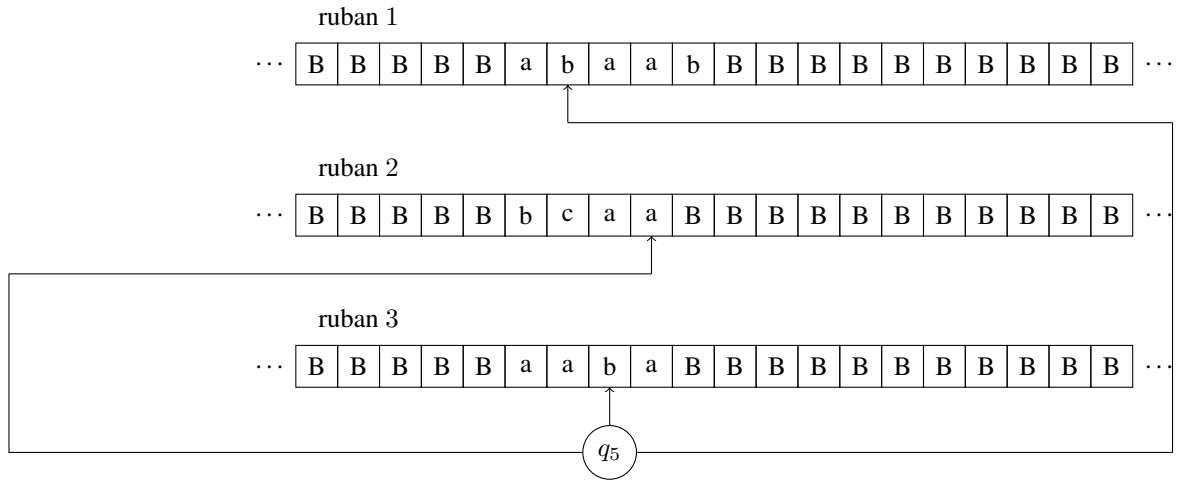 ruban 1
... B B B B B a b a a b B B B B B B B B B B ...
ruban 2
... B B B B B b c a a B B B B B B B B B B B ...
ruban 3
... B B B B B a a b a B B B B B B B B B B B ...
q5